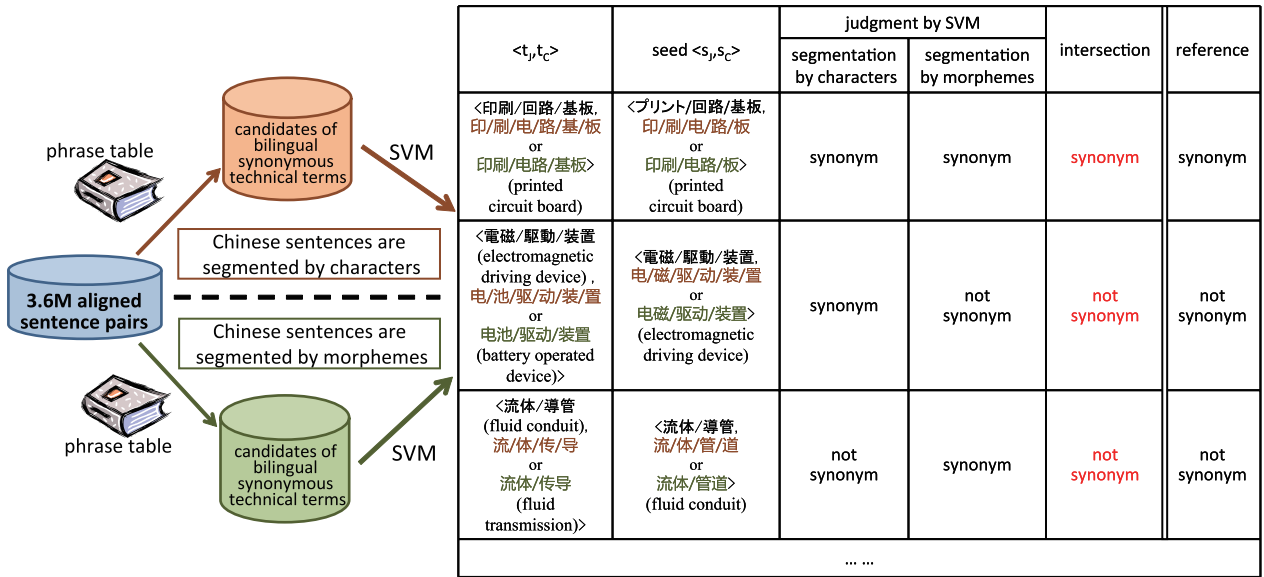 phrase table
candidates of
bilingual
synonymous
technical terms
SVM
Chinese sentences are
segmented by characters
3.6M aligned
sentence pairs
Chinese sentences are
segmented by morphemes
phrase table
candidates of
bilingual
synonymous
technical terms
SVM
<tJ,tC>
seed <sJ,sC>
judgment by SVM
segmentation
by characters
segmentation
by morphemes
intersection
reference
<印刷/回路/基板,
印/刷/电/路/基/板
or
印刷/电路/基板>
(printed
circuit board)
<プリント/回路/基板,
印/刷/电/路/板
or
印刷/电路/板>
(printed
circuit board)
synonym
synonym
synonym
synonym
<電磁/駆動/装置
(electromagnetic
driving device) ,
电/池/驱/动/装/置
or
电池/驱动/装置
(battery operated
device)>
<電磁/駆動/装置,
电/磁/驱/动/装/置
or
电磁/驱动/装置>
(electromagnetic
driving device)
synonym
not
synonym
not
synonym
not
synonym
<流体/導管
(fluid conduit),
流/体/传/导
or
流体/传导
(fluid
transmission)>
<流体/導管,
流/体/管/道
or
流体/管道>
(fluid conduit)
not
synonym
synonym
not
synonym
not
synonym
... ...